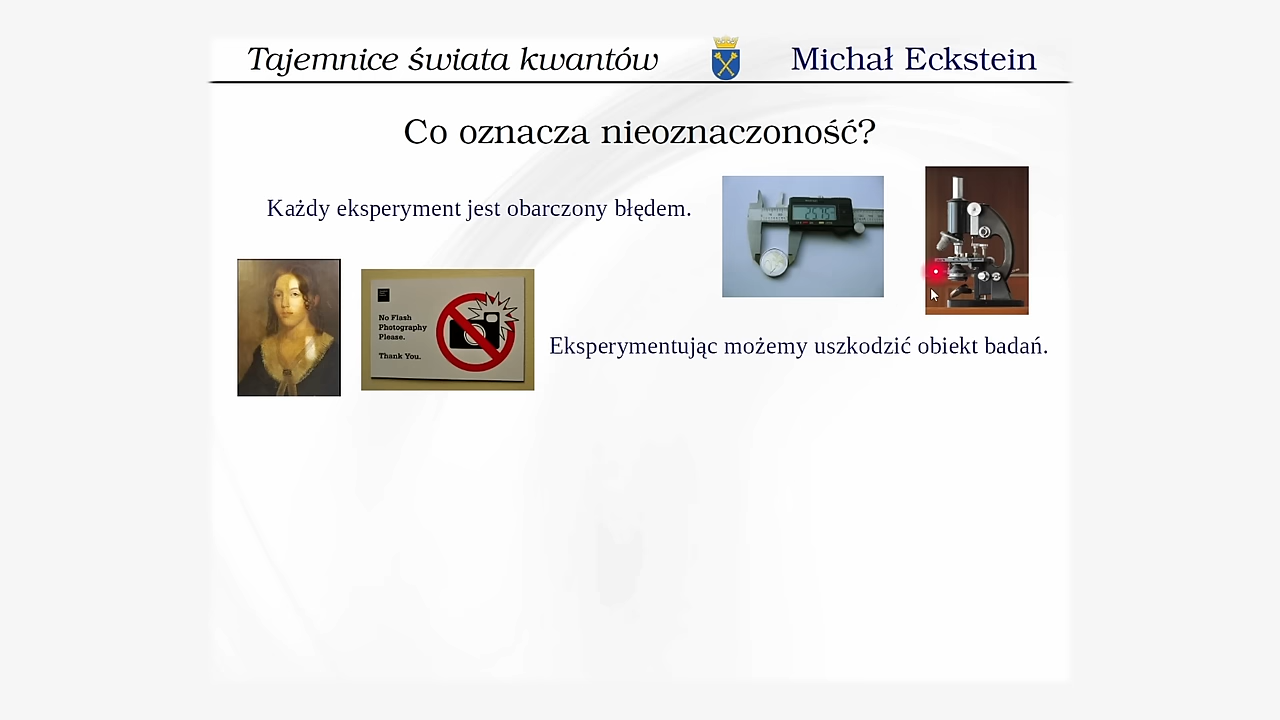 Tajemnice świata kwantów
Michał Eckstein
Co oznacza nieoznaczoność?
Każdy eksperyment jest obarczony błędem.
No Flash
Photography
Please.
Thank You.
Eksperymentując możemy uszkodzić obiekt badań.